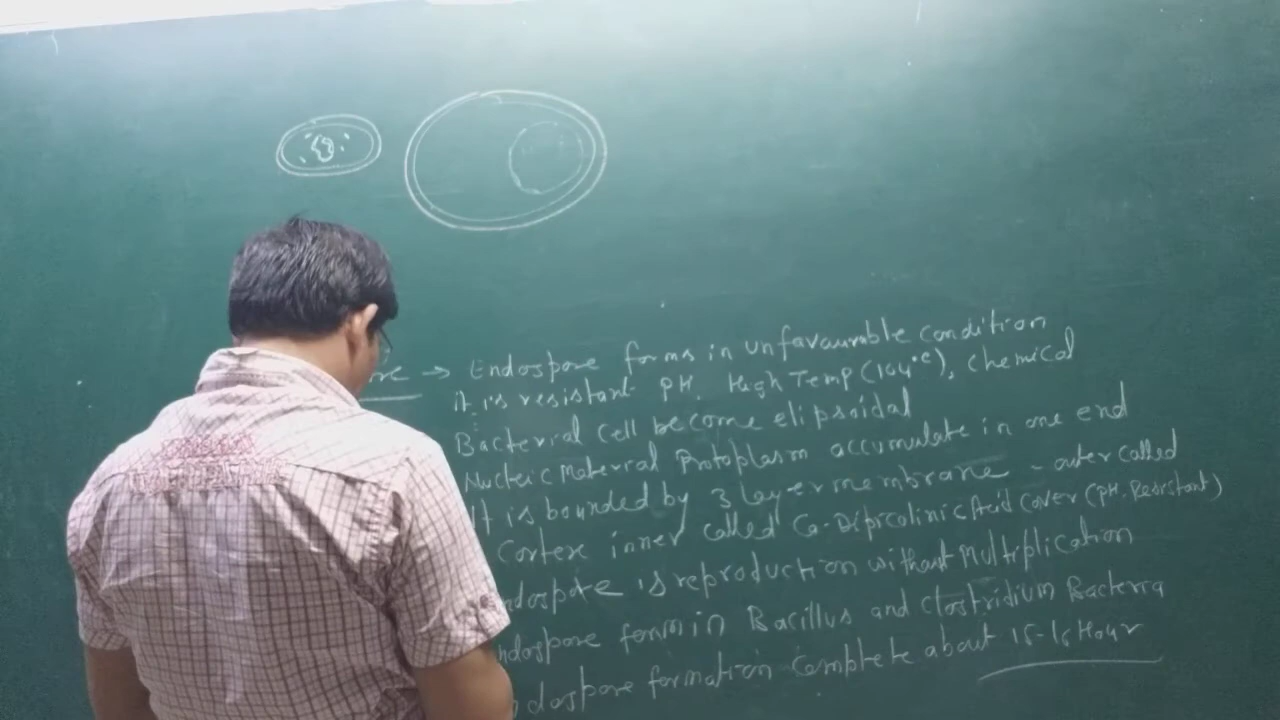 re → Endospore forms in unfavourable condition
it is resistant PH. High Temp (104°c), chemical
Bacterial Cell become elipsoidal
Nucleic Material Protoplasm accumulate in one end
It is bounded by 3 layer membrane - outer called
Cortex inner called Ca-Dipicolinic Acid cover (PH. Resistant)
ndospore is reproduction without Multiplication
ndospore form in Bacillus and Clostridium Bacteria
dospore formation complete about 15-16 Hour